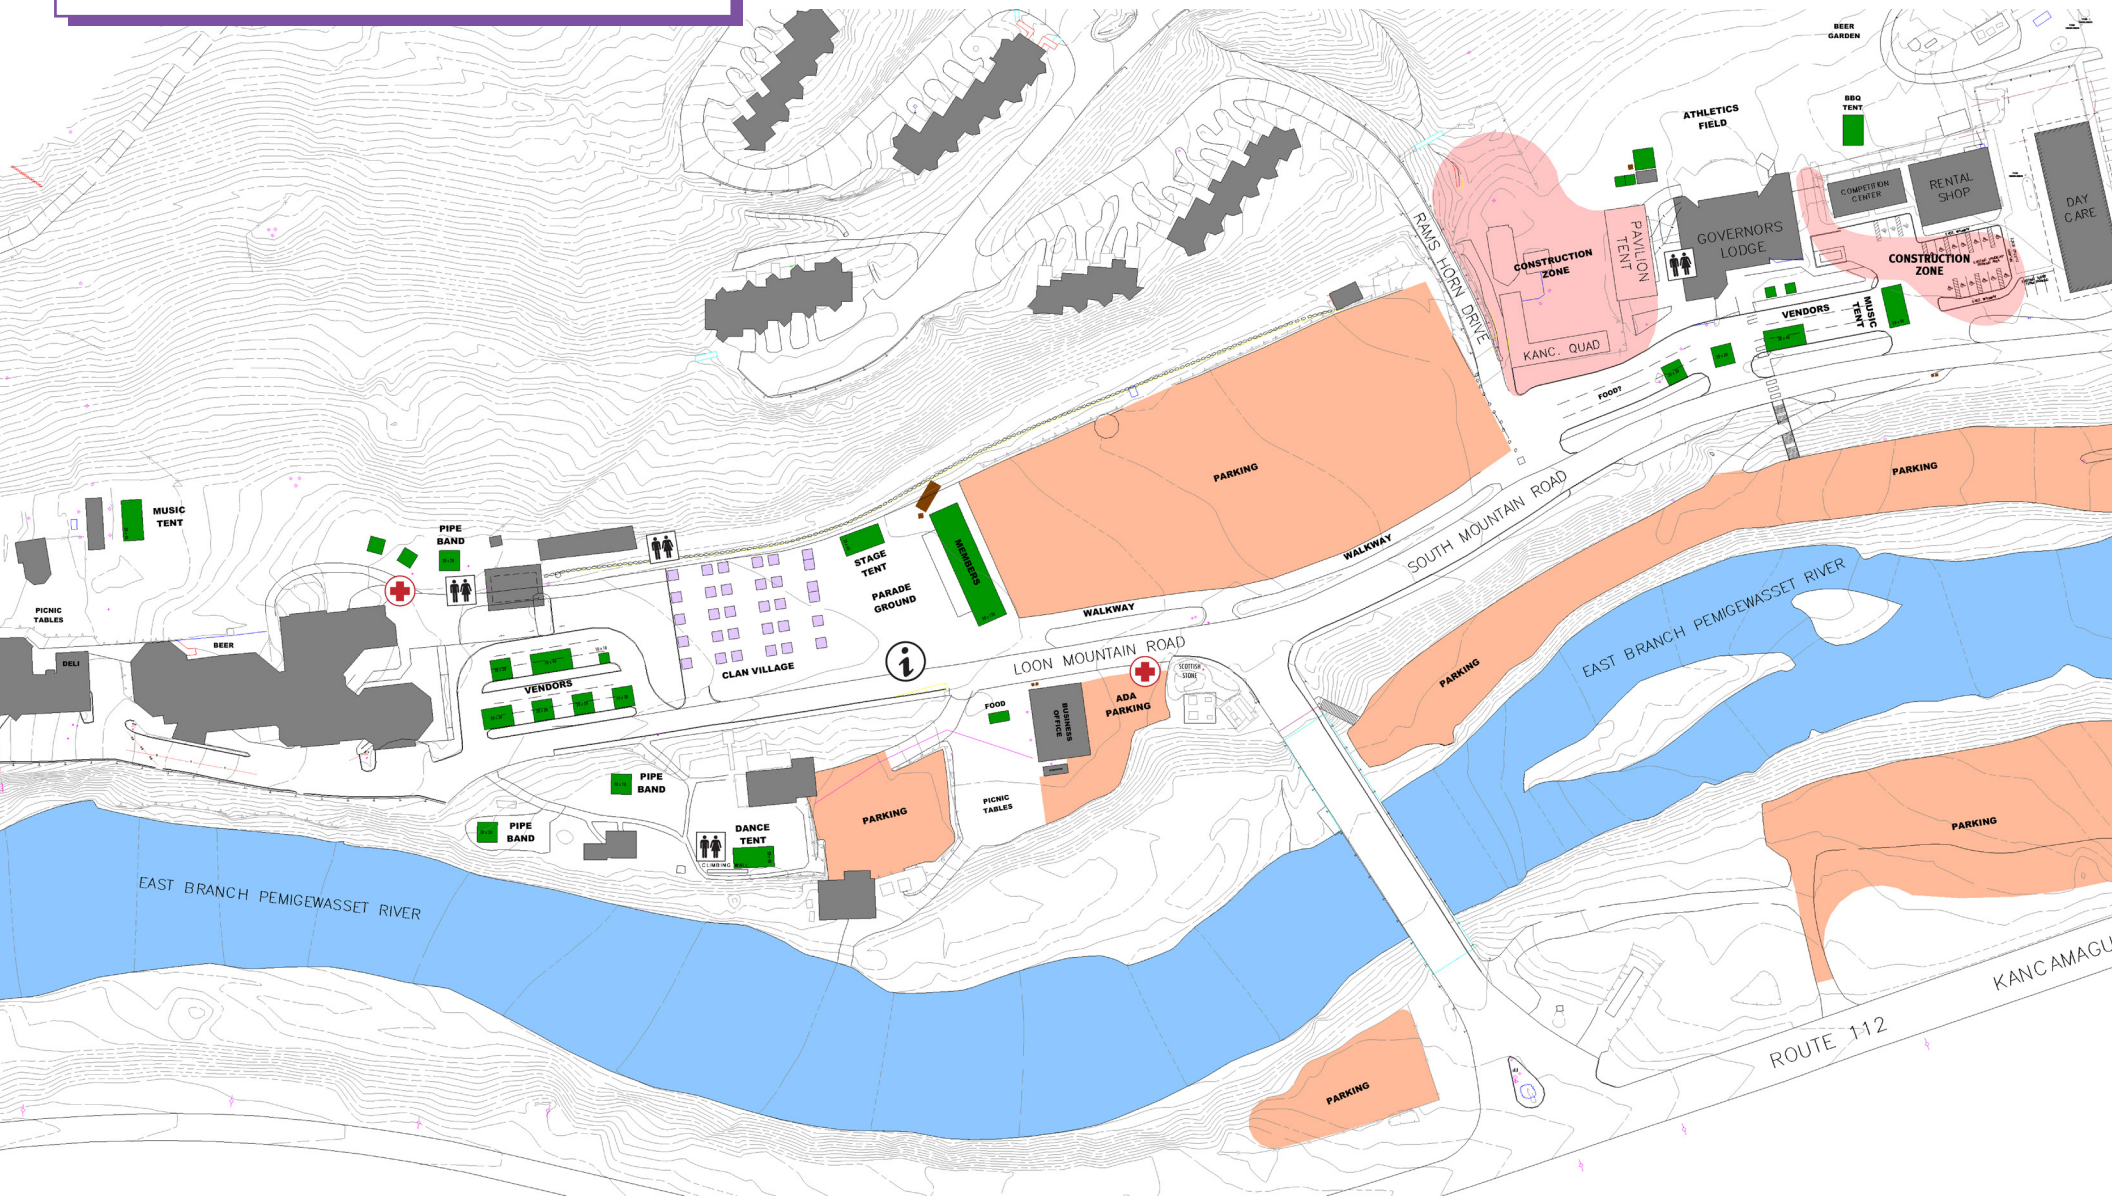 BEER
GARDEN
BBQ
TENT
ATHLETICS
FIELD
COMPETITION
CENTER
RENTAL
SHOP
DAY
CARE
GOVERNORS
LODGE
PAVILION
TENT
RAMS HORN DRIVE
CONSTRUCTION
ZONE
CONSTRUCTION
ZONE
KANC. QUAD
VENDORS
MUSIC
TENT
FOOD?
PARKING
PARKING
SOUTH MOUNTAIN ROAD
WALKWAY
WALKWAY
MUSIC
TENT
PIPE
BAND
STAGE
TENT
MEMBERS
PARADE
GROUND
PICNIC
TABLES
BEER
DELI
CLAN VILLAGE
VENDORS
LOON MOUNTAIN ROAD
SCOTTISH
STONE
EAST BRANCH PEMIGEWASSET RIVER
PARKING
ADA
PARKING
FOOD
BUSINESS
OFFICE
PIPE
BAND
PIPE
BAND
DANCE
TENT
CLIMBING WALL
PARKING
PICNIC
TABLES
PARKING
EAST BRANCH PEMIGEWASSET RIVER
KANCAMAGU
ROUTE 112
PARKING